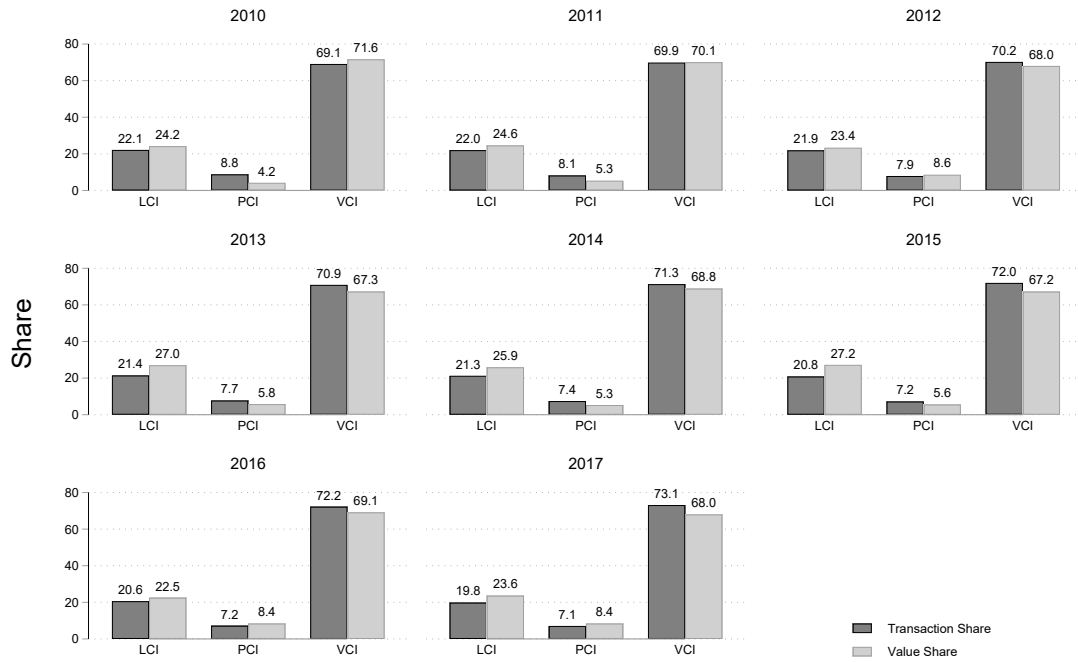 2010 2011 2012
80
60
40
20
0
22.1 24.2 8.8 4.2 69.1 71.6
LCI PCI VCI
22.0 24.6 8.1 5.3 69.9 70.1
LCI PCI VCI
21.9 23.4 7.9 8.6 70.2 68.0
LCI PCI VCI
Share
2013 2014 2015
80
60
40
20
0
21.4 27.0 7.7 5.8 70.9 67.3
LCI PCI VCI
21.3 25.9 7.4 5.3 71.3 68.8
LCI PCI VCI
20.8 27.2 7.2 5.6 72.0 67.2
LCI PCI VCI
2016 2017
80
60
40
20
0
20.6 22.5 7.2 8.4 72.2 69.1
LCI PCI VCI
19.8 23.6 7.1 8.4 73.1 68.0
LCI PCI VCI
Transaction Share
Value Share